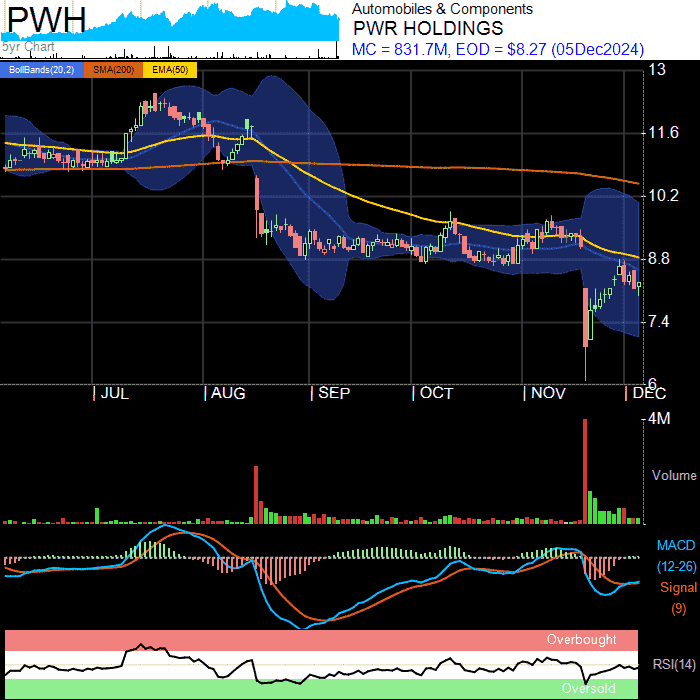 PWH
5yr Chart
Automobiles & Components
PWR HOLDINGS
MC = 831.7M, EOD = $8.27 (05Dec2024)
BollBands(20,2) SMA(200) EMA(50)
13
11.6
10.2
8.8
7.4
6
JUL AUG SEP OCT NOV DEC
4M
Volume
MACD
(12-26)
Signal
(9)
Overbought
RSI(14)
Oversold